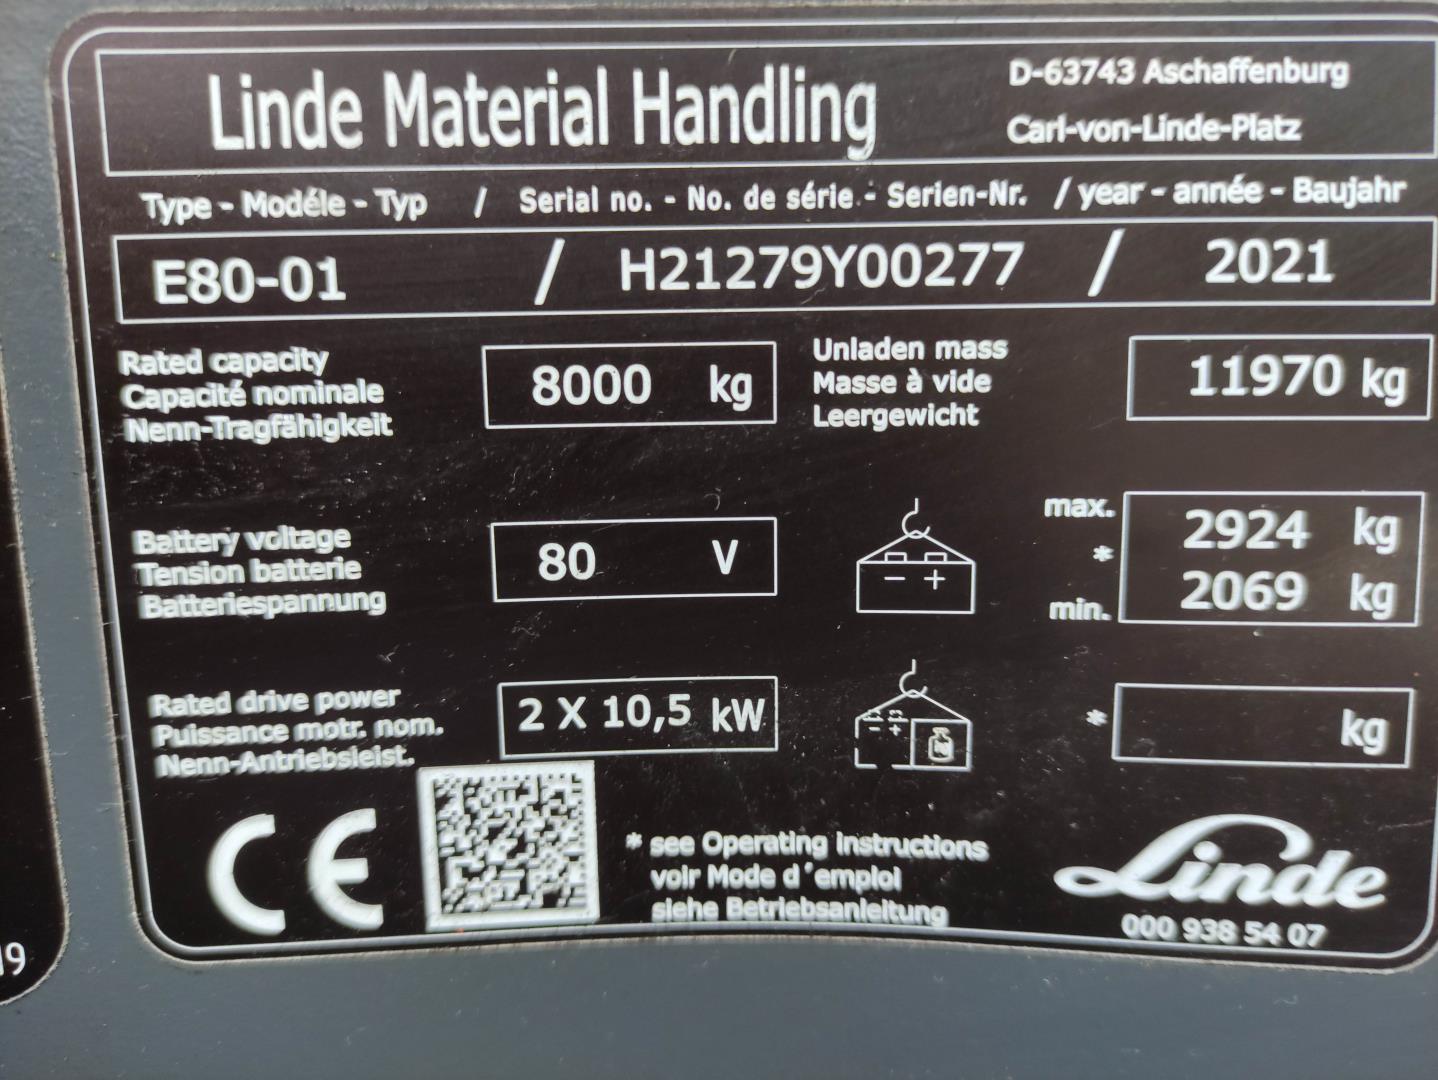 Linde Material Handling
D-63743 Aschaffenburg
Carl-von-Linde-Platz
Type - Modéle - Typ / Serial no. - No. de série - Serien-Nr. / year - année - Baujahr
E80-01 / H21279Y00277 / 2021
Rated capacity
Capacité nominale
Nenn-Tragfähigkeit
8000 kg
Unladen mass
Masse à vide
Leergewicht
11970 kg
Battery voltage
Tension batterie
Batteriespannung
80 V
- +
max. 2924 kg
*
min. 2069 kg
Rated drive power
Puissance motr. nom.
Nenn-Antriebsleist.
2 X 10,5 kW
- +
* kg
CE
* see Operating instructions
voir Mode d´emploi
siehe Betriebsanleitung
Linde
000 938 54 07
19